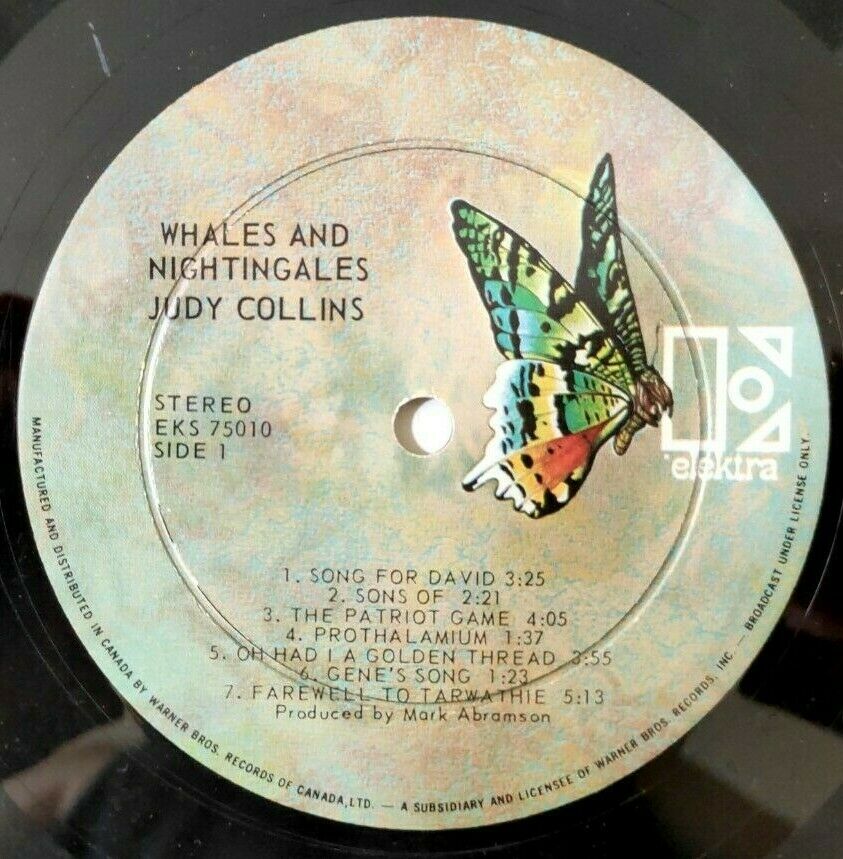 WHALES AND
NIGHTINGALES
JUDY COLLINS
STEREO
EKS 75010
SIDE 1
elektra
1. SONG FOR DAVID 3:25
2. SONS OF 2:21
3. THE PATRIOT GAME 4:05
4. PROTHALAMIUM 1:37
5. OH HAD I A GOLDEN THREAD 3:55
6. GENE'S SONG 1:23
7. FAREWELL TO TARWATHIE 5:13
Produced by Mark Abramson
MANUFACTURED AND DISTRIBUTED IN CANADA BY WARNER BROS. RECORDS OF CANADA, LTD. — A SUBSIDIARY AND LICENSEE OF WARNER BROS. RECORDS, INC. — BROADCAST UNDER LICENSE ONLY.